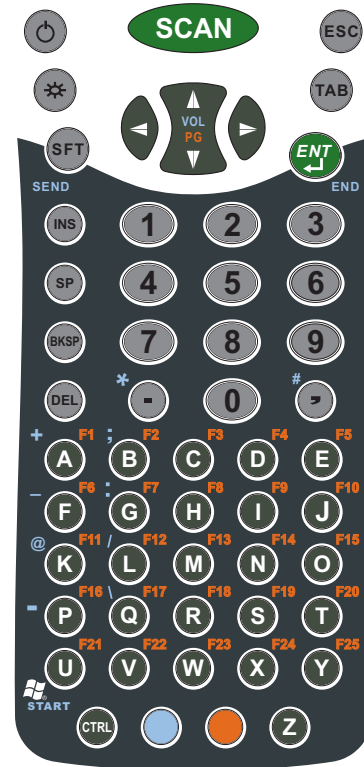 SCAN ESC
TAB
VOL
PG
SFT ENT
SEND END
INS 1 2 3
SP 4 5 6
BKSP 7 8 9
* #
DEL - 0 ,
+ F1 ; F2 F3 F4 F5
A B C D E
_ F6 : F7 F8 F9 F10
F G H I J
@ F11 / F12 F13 F14 F15
K L M N O
- F16 \ F17 F18 F19 F20
P Q R S T
F21 F22 F23 F24 F25
U V W X Y
START
CTRL Z